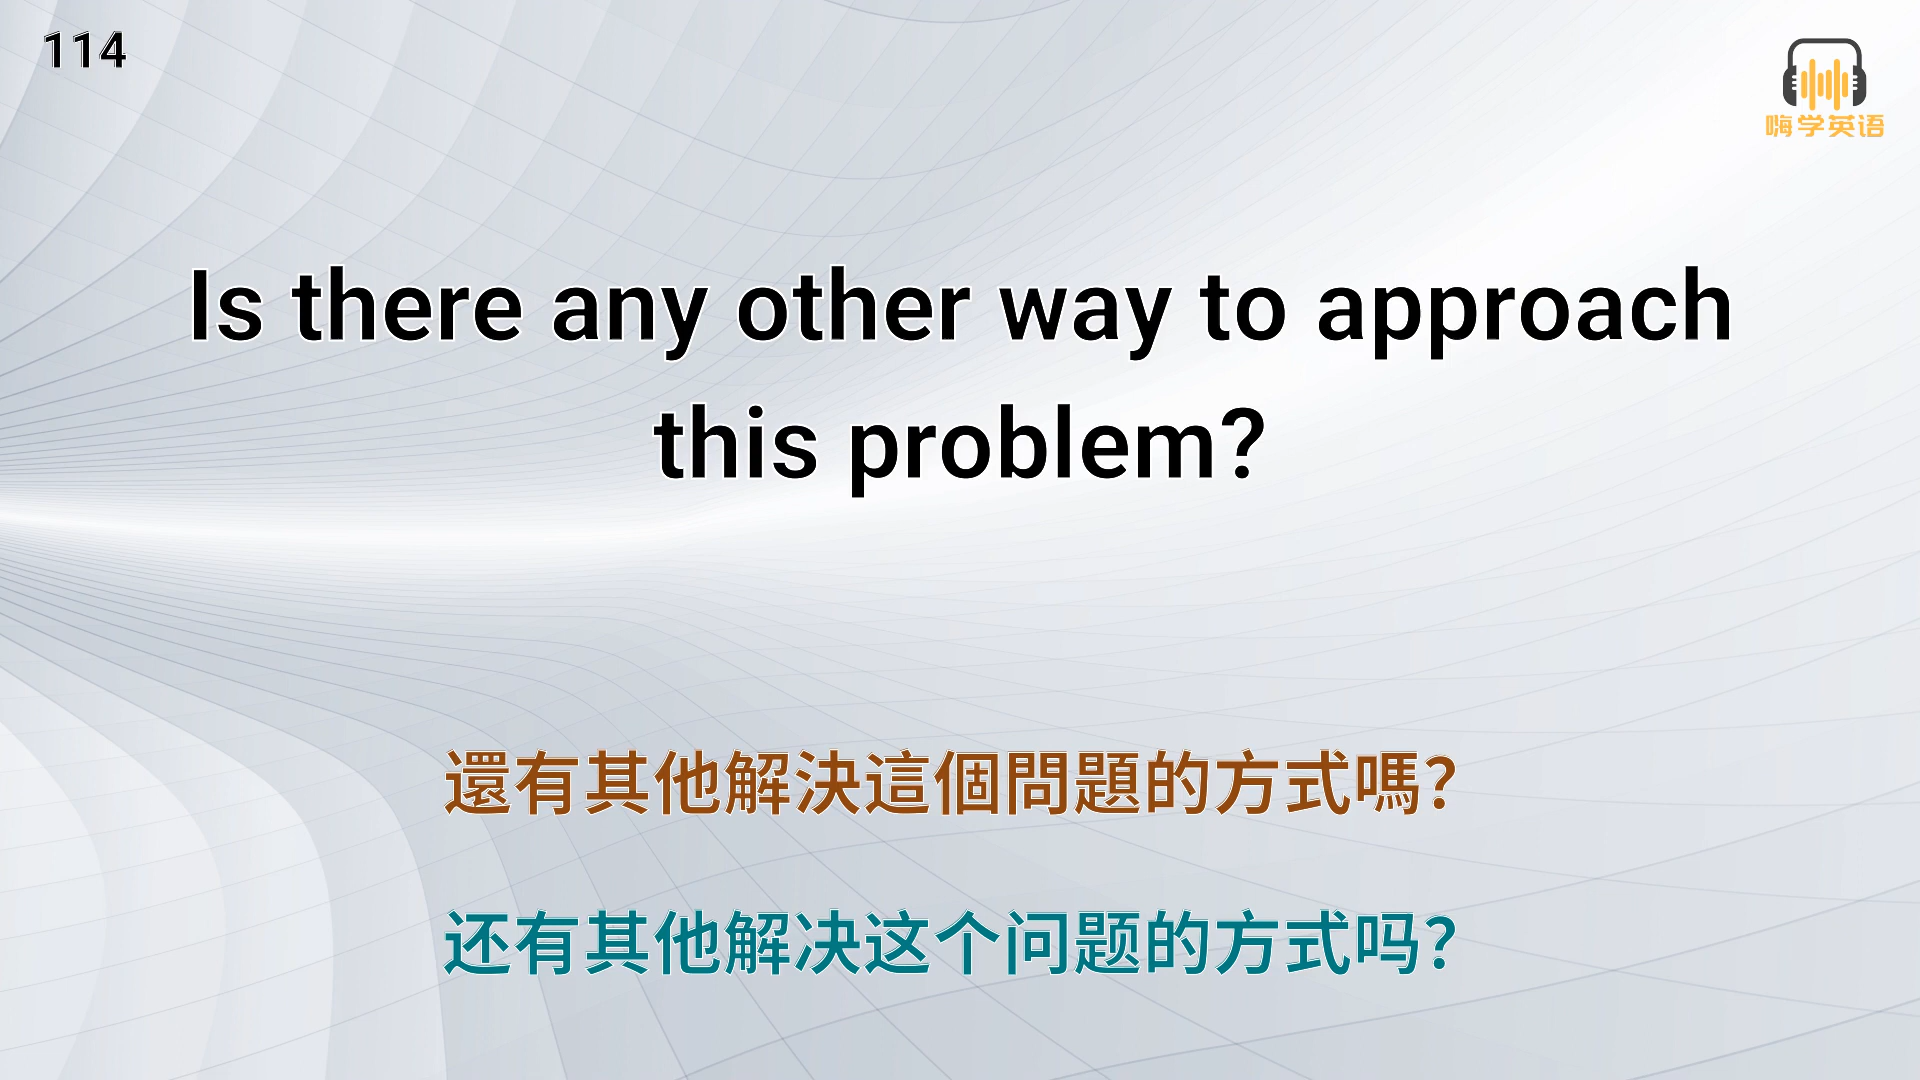 114
嗨学英语
Is there any other way to approach
this problem?
還有其他解決這個問題的方式嗎?
还有其他解决这个问题的方式吗?